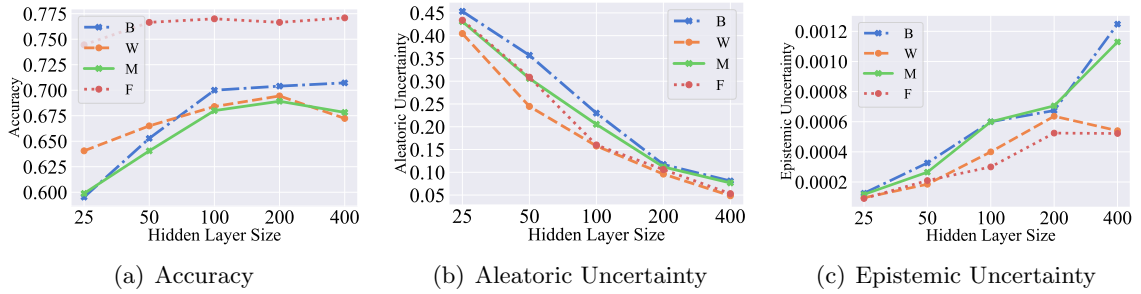 0.775
0.750
0.725
0.700
0.675
0.650
0.625
0.600
Accuracy
B
W
M
F
25 50 100 200 400
Hidden Layer Size
(a) Accuracy
0.45
0.40
0.35
0.30
0.25
0.20
0.15
0.10
0.05
Aleatoric Uncertainty
B
W
M
F
25 50 100 200 400
Hidden Layer Size
(b) Aleatoric Uncertainty
0.0012
0.0010
0.0008
0.0006
0.0004
0.0002
Epistemic Uncertainty
B
W
M
F
25 50 100 200 400
Hidden Layer Size
(c) Epistemic Uncertainty